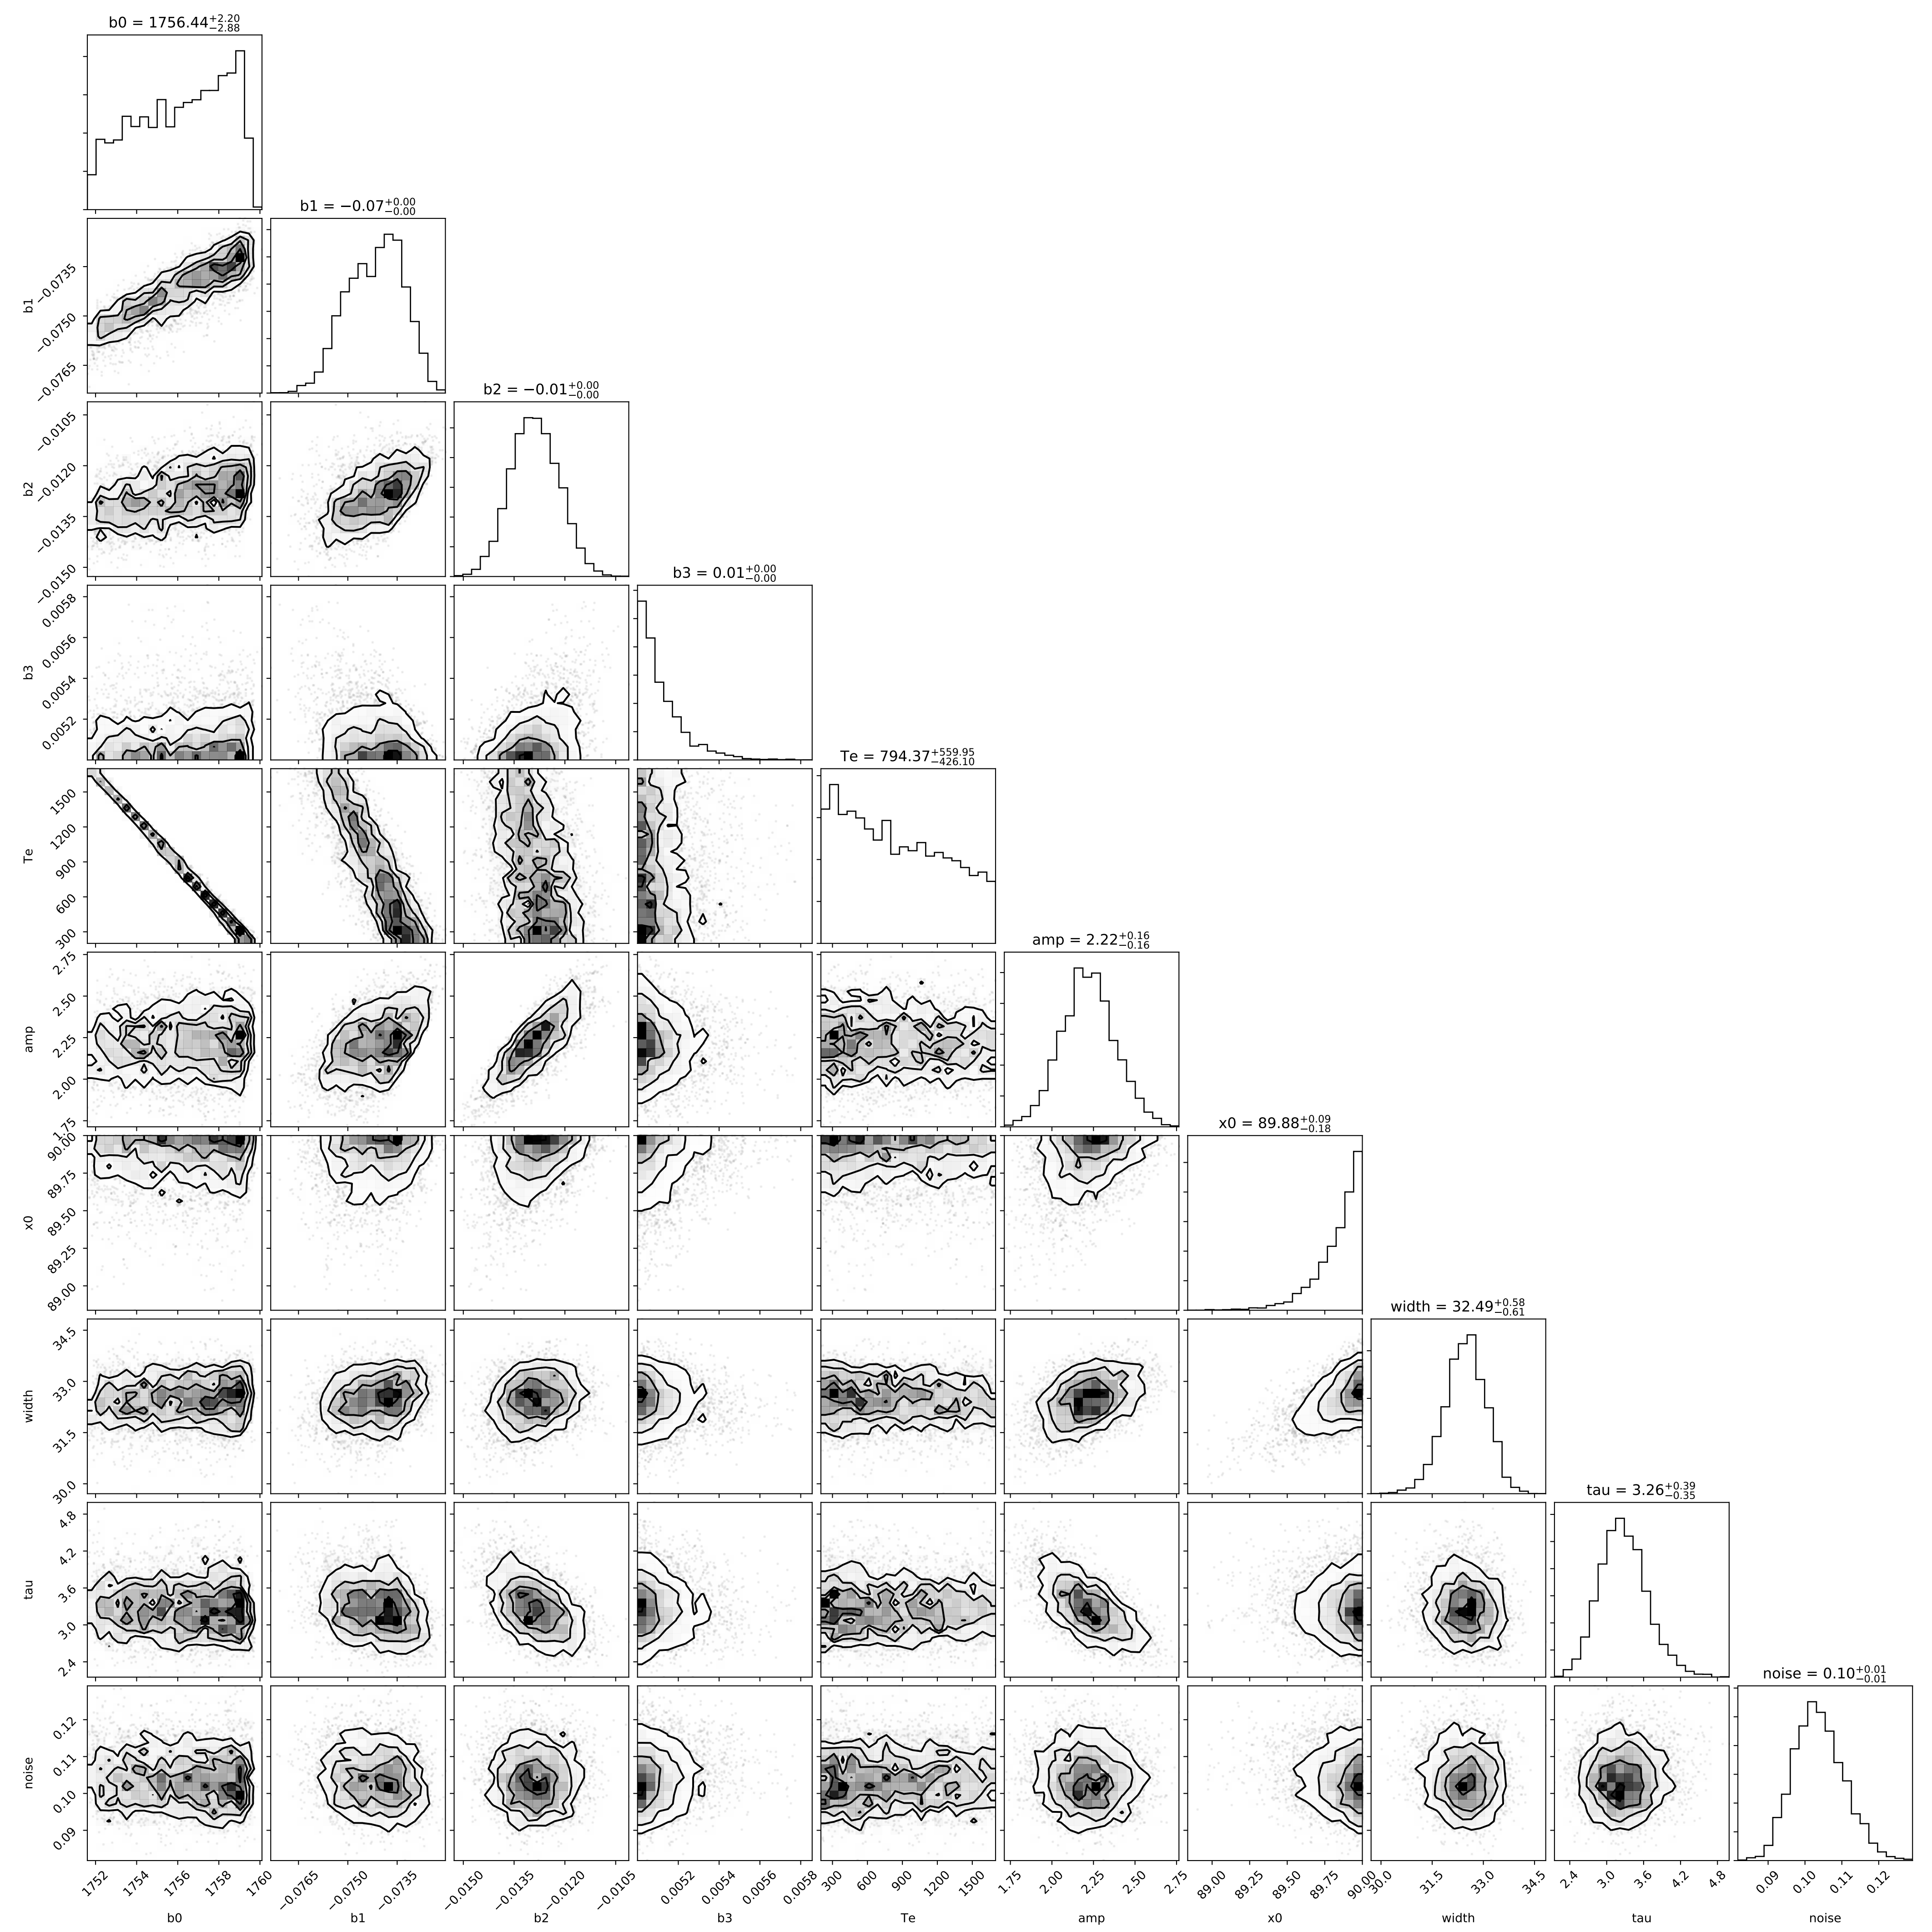 b0 = 1756.44+2.20−2.88
b1 = −0.07+0.00−0.00
−0.0735
−0.0750
−0.0765
b1
b2 = −0.01+0.00−0.00
−0.0105
−0.0120
−0.0135
−0.0150
b2
b3 = 0.01+0.00−0.00
0.0058
0.0056
0.0054
0.0052
b3
Te = 794.37+559.95−426.10
1500
1200
900
600
300
Te
amp = 2.22+0.16−0.16
2.75
2.50
2.25
2.00
1.75
amp
x0 = 89.88+0.09−0.18
90.00
89.75
89.50
89.25
89.00
x0
width = 32.49+0.58−0.61
34.5
33.0
31.5
30.0
width
tau = 3.26+0.39−0.35
4.8
4.2
3.6
3.0
2.4
tau
noise = 0.10+0.01−0.01
0.12
0.11
0.10
0.09
noise
1752 1754 1756 1758 1760
−0.0765 −0.0750 −0.0735
−0.0150 −0.0135 −0.0120 −0.0105
0.0052 0.0054 0.0056 0.0058
300 600 900 1200 1500
1.75 2.00 2.25 2.50 2.75
89.00 89.25 89.50 89.75 90.00
30.0 31.5 33.0 34.5
2.4 3.0 3.6 4.2 4.8
0.09 0.10 0.11 0.12
b0 b1 b2 b3 Te amp x0 width tau noise